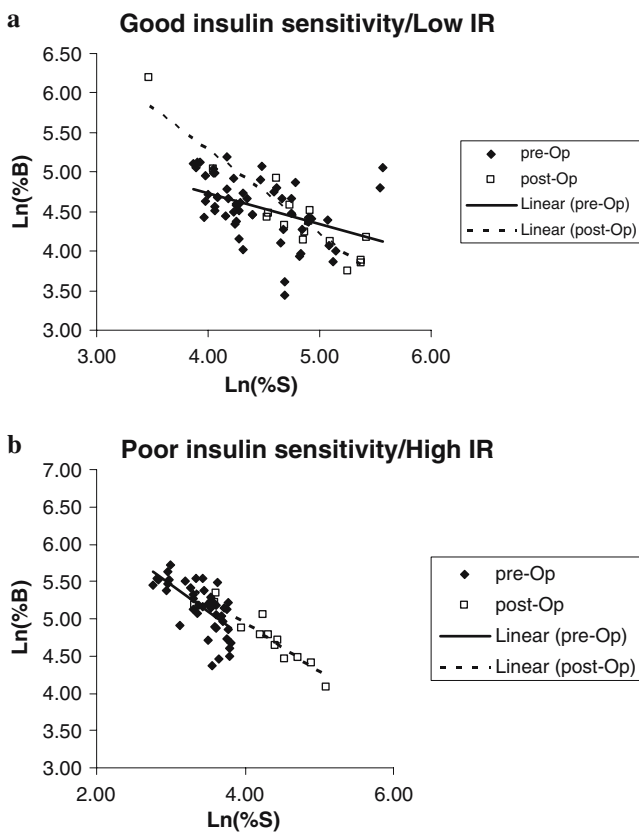 a
Good insulin sensitivity/Low IR
6.50
6.00
5.50
5.00
4.50
4.00
3.50
3.00
Ln(%B)
3.00 4.00 5.00 6.00
Ln(%S)
pre-Op
post-Op
Linear (pre-Op)
Linear (post-Op)
b
Poor insulin sensitivity/High IR
7.00
6.50
6.00
5.50
5.00
4.50
4.00
3.50
3.00
Ln(%B)
2.00 4.00 6.00
Ln(%S)
pre-Op
post-Op
Linear (pre-Op)
Linear (post-Op)